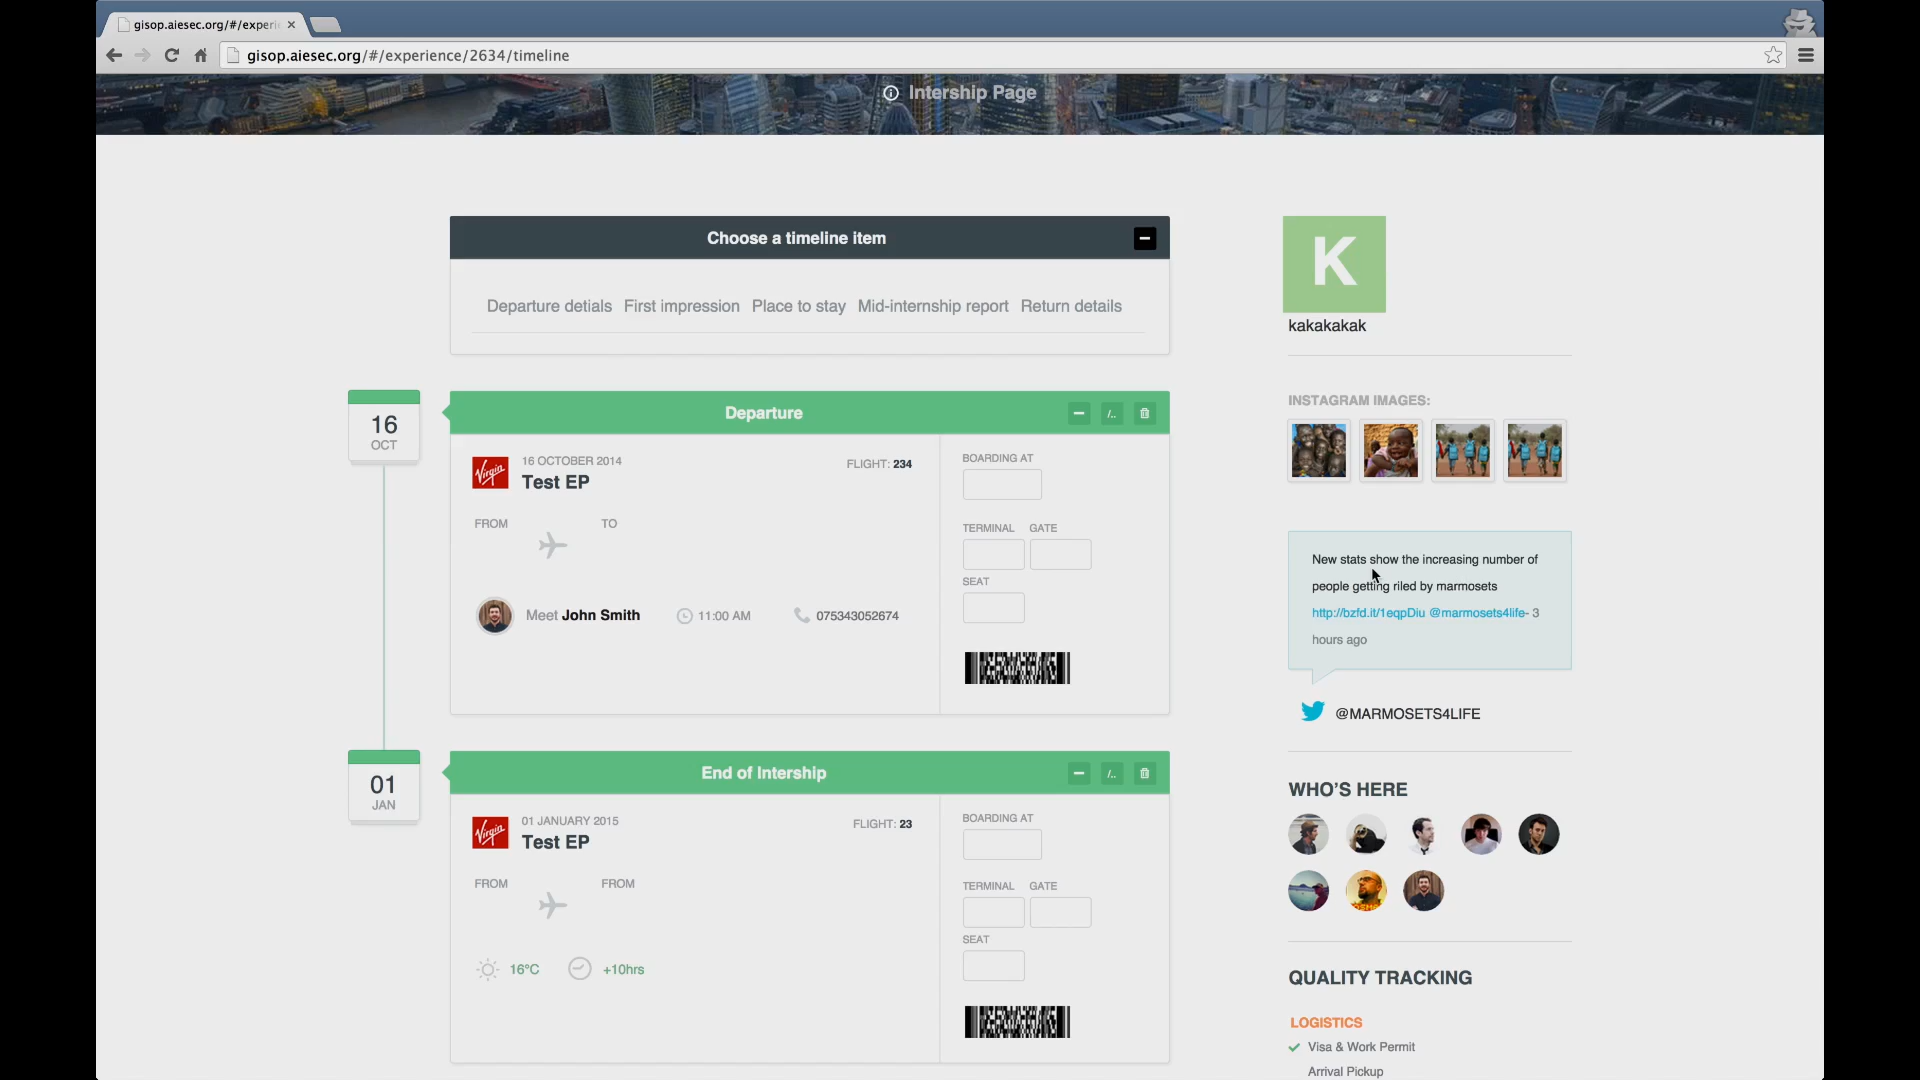 gisop.aiesec.org/#/experi
gisop.aiesec.org/#/experience/2634/timeline
Intership Page
Choose a timeline item
Departure detials First impression Place to stay Mid-internship report Return details
16
OCT
Departure
/..
Virgin
16 OCTOBER 2014
Test EP
FLIGHT: 234
FROM TO
Meet John Smith 11:00 AM 075343052674
BOARDING AT
TERMINAL GATE
SEAT
01
JAN
End of Intership
/..
Virgin
01 JANUARY 2015
Test EP
FLIGHT: 23
FROM FROM
16°C +10hrs
BOARDING AT
TERMINAL GATE
SEAT
K
kakakakak
INSTAGRAM IMAGES:
New stats show the increasing number of
people getting riled by marmosets
http://bzfd.it/1eqpDiu @marmosets4life- 3
hours ago
@MARMOSETS4LIFE
WHO'S HERE
QUALITY TRACKING
LOGISTICS
Visa & Work Permit
Arrival Pickup